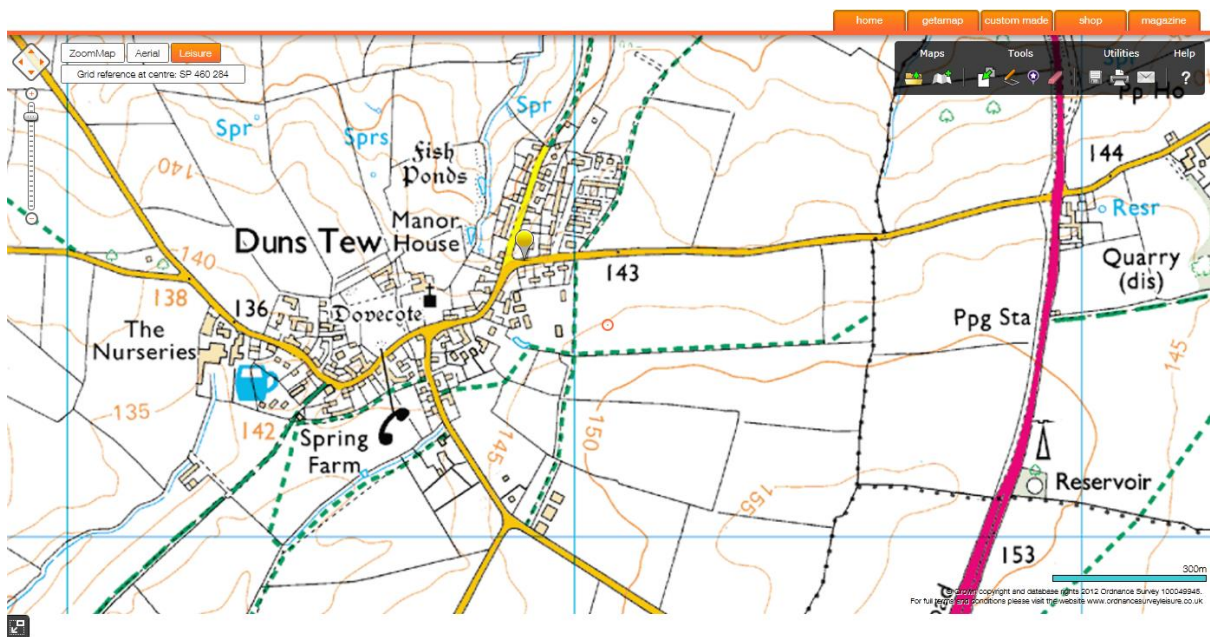 home
getamap
custom made
shop
magazine
ZoomMap
Aerial
Leisure
Grid reference at centre: SP 460 284
Maps
Tools
Utilities
Help
?
Spr
Spr
Sprs
Spr
Pp Ho
Fish
Ponds
140
144
Resr
Manor
House
Duns Tew
140
143
Quarry
(dis)
138
136
Dovecote
The
Nurseries
Ppg Sta
145
135
142
Spring
Farm
145
150
155
Reservoir
153
300m
© Crown copyright and database rights 2012 Ordnance Survey 100049945.
For full terms and conditions please visit the website www.ordnancesurveyleisure.co.uk